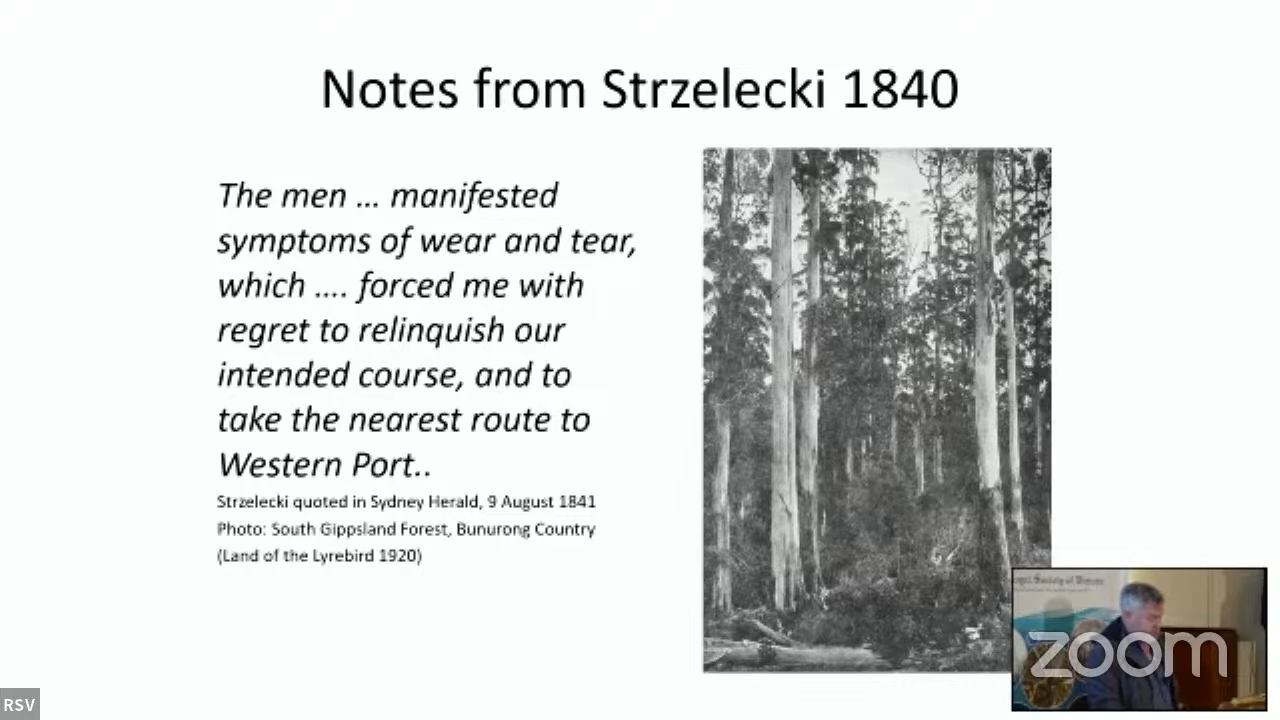 Notes from Strzelecki 1840
The men ... manifested
symptoms of wear and tear,
which .... forced me with
regret to relinquish our
intended course, and to
take the nearest route to
Western Port..
Strzelecki quoted in Sydney Herald, 9 August 1841
Photo: South Gippsland Forest, Bunurong Country
(Land of the Lyrebird 1920)
Society of
zoom
RSV